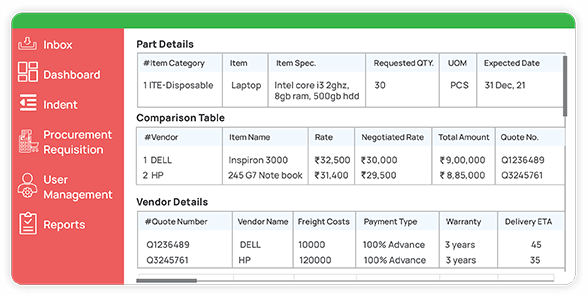 Inbox
Dashboard
Indent
Procurement
Requisition
User
Management
Reports
Part Details
#Item Category Item Item Spec. Requested QTY. UOM Expected Date
1 ITE-Disposable Laptop Intel core i3 2ghz, 30 PCS 31 Dec, 21
8gb ram, 500gb hdd
Comparison Table
#Vendor Item Name Rate Negotiated Rate Total Amount Quote No.
1 DELL Inspiron 3000 ₹32,500 ₹30,000 ₹9,00,000 Q1236489
2 HP 245 G7 Note book ₹31,400 ₹29,500 ₹ 8,85,000 Q3245761
Vendor Details
#Quote Number Vendor Name Freight Costs Payment Type Warranty Delivery ETA
Q1236489 DELL 10000 100% Advance 3 years 45
Q3245761 HP 120000 100% Advance 3 years 35